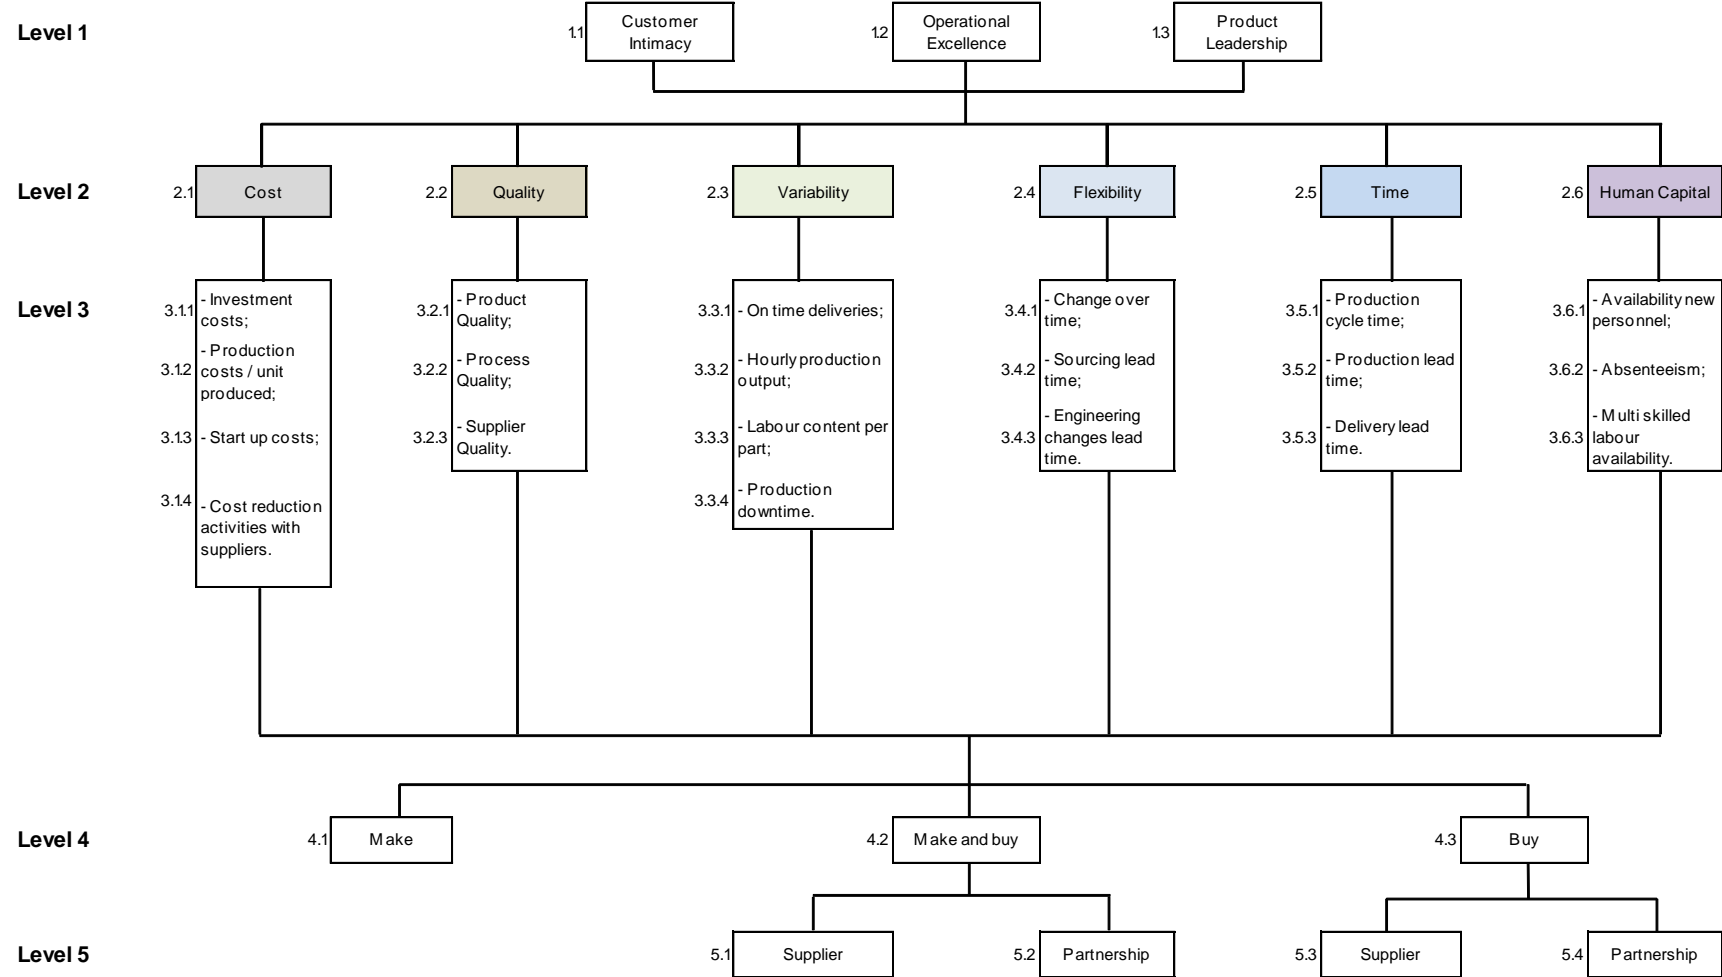 Level 1
1.1
Customer
Intimacy
1.2
Operational
Excellence
1.3
Product
Leadership
Level 2
2.1
Cost
2.2
Quality
2.3
Variability
2.4
Flexibility
2.5
Time
2.6
Human Capital
Level 3
3.1.1
- Investment
costs;
3.1.2
- Production
costs / unit
produced;
3.1.3
- Start up costs;
3.1.4
- Cost reduction
activities with
suppliers.
3.2.1
- Product
Quality;
3.2.2
- Process
Quality;
3.2.3
- Supplier
Quality.
3.3.1
- On time deliveries;
3.3.2
- Hourly production
output;
3.3.3
- Labour content per
part;
3.3.4
- Production
downtime.
3.4.1
- Change over
time;
3.4.2
- Sourcing lead
time;
3.4.3
- Engineering
changes lead
time.
3.5.1
- Production
cycle time;
3.5.2
- Production lead
time;
3.5.3
- Delivery lead
time.
3.6.1
- Availability new
personnel;
3.6.2
- Absenteeism;
3.6.3
- Multi skilled
labour
availability.
Level 4
4.1
Make
4.2
Make and buy
4.3
Buy
Level 5
5.1
Supplier
5.2
Partnership
5.3
Supplier
5.4
Partnership